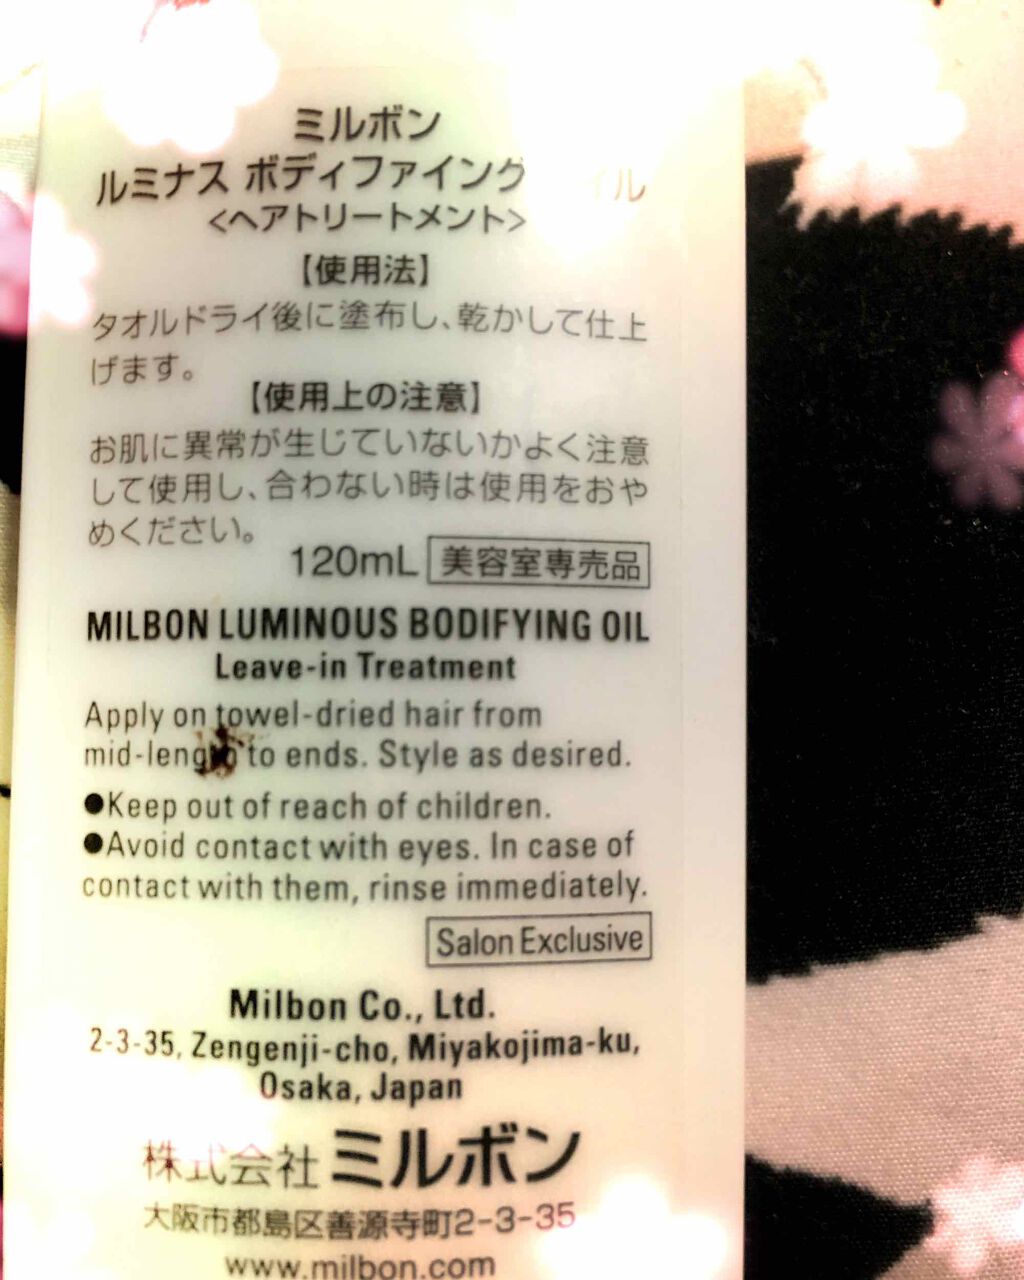 ミルボン
ルミナス ボディファイング イル
<ヘアトリートメント>
【使用法】
タオルドライ後に塗布し、乾かして仕上
げます。
【使用上の注意】
お肌に異常が生じていないかよく注意
して使用し、合わない時は使用をおや
めください。
120mL 美容室専売品
MILBON LUMINOUS BODIFYING OIL
Leave-in Treatment
Apply on towel-dried hair from
mid-length to ends. Style as desired.
●Keep out of reach of children.
●Avoid contact with eyes. In case of
contact with them, rinse immediately.
Salon Exclusive
Milbon Co., Ltd.
2-3-35, Zengenji-cho, Miyakojima-ku,
Osaka, Japan
株式会社ミルボン
大阪市都島区善源寺町2-3-35
www.milbon.com